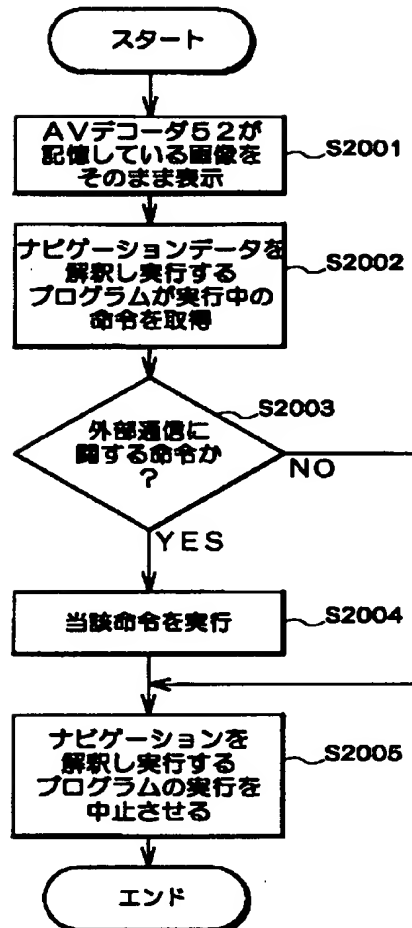 スタート
AVデコーダ52が
記憶している画像を
そのまま表示
S2001
ナビゲーションデータを
解釈し実行する
プログラムが実行中の
命令を取得
S2002
S2003
外部通信に
関する命令か
?
NO
YES
当該命令を実行
S2004
ナビゲーションを
解釈し実行する
プログラムの実行を
中止させる
S2005
エンド